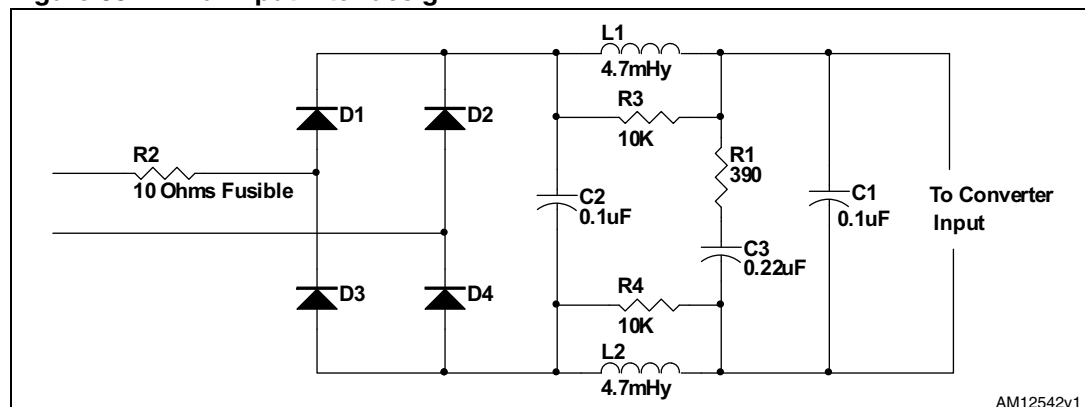 L1
4.7mHy
R3
10K
D1
D2
R2
10 Ohms Fusible
R1
390
C2
0.1uF
C1
0.1uF
To Converter
Input
C3
0.22uF
R4
10K
D3
D4
L2
4.7mHy
AM12542v1